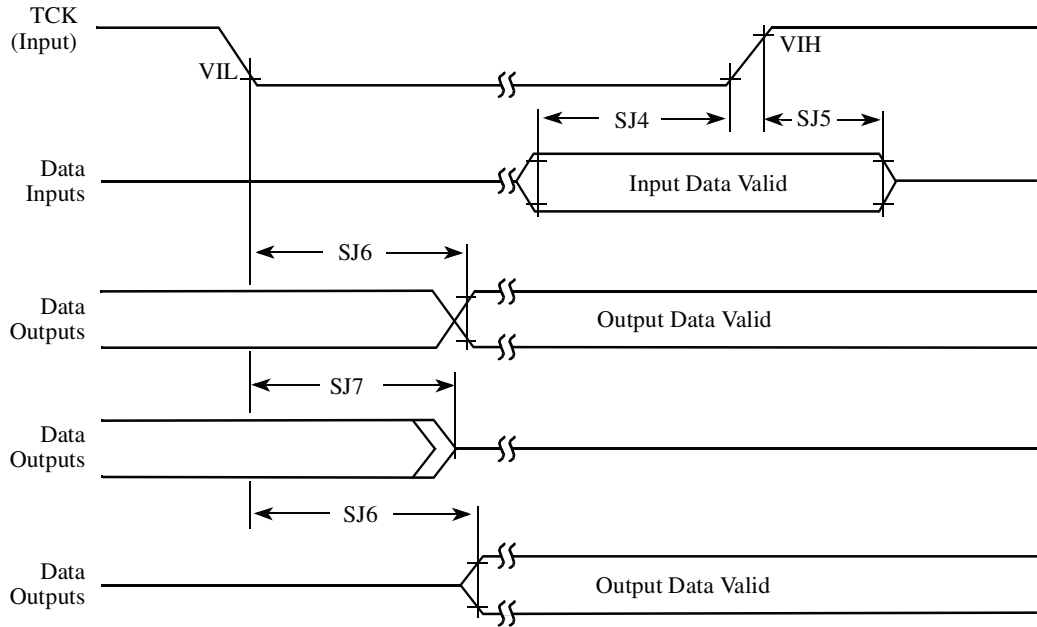 TCK
(Input)
VIL
VIH
SJ4
SJ5
Data
Inputs
Input Data Valid
SJ6
Data
Outputs
Output Data Valid
SJ7
Data
Outputs
SJ6
Data
Outputs
Output Data Valid